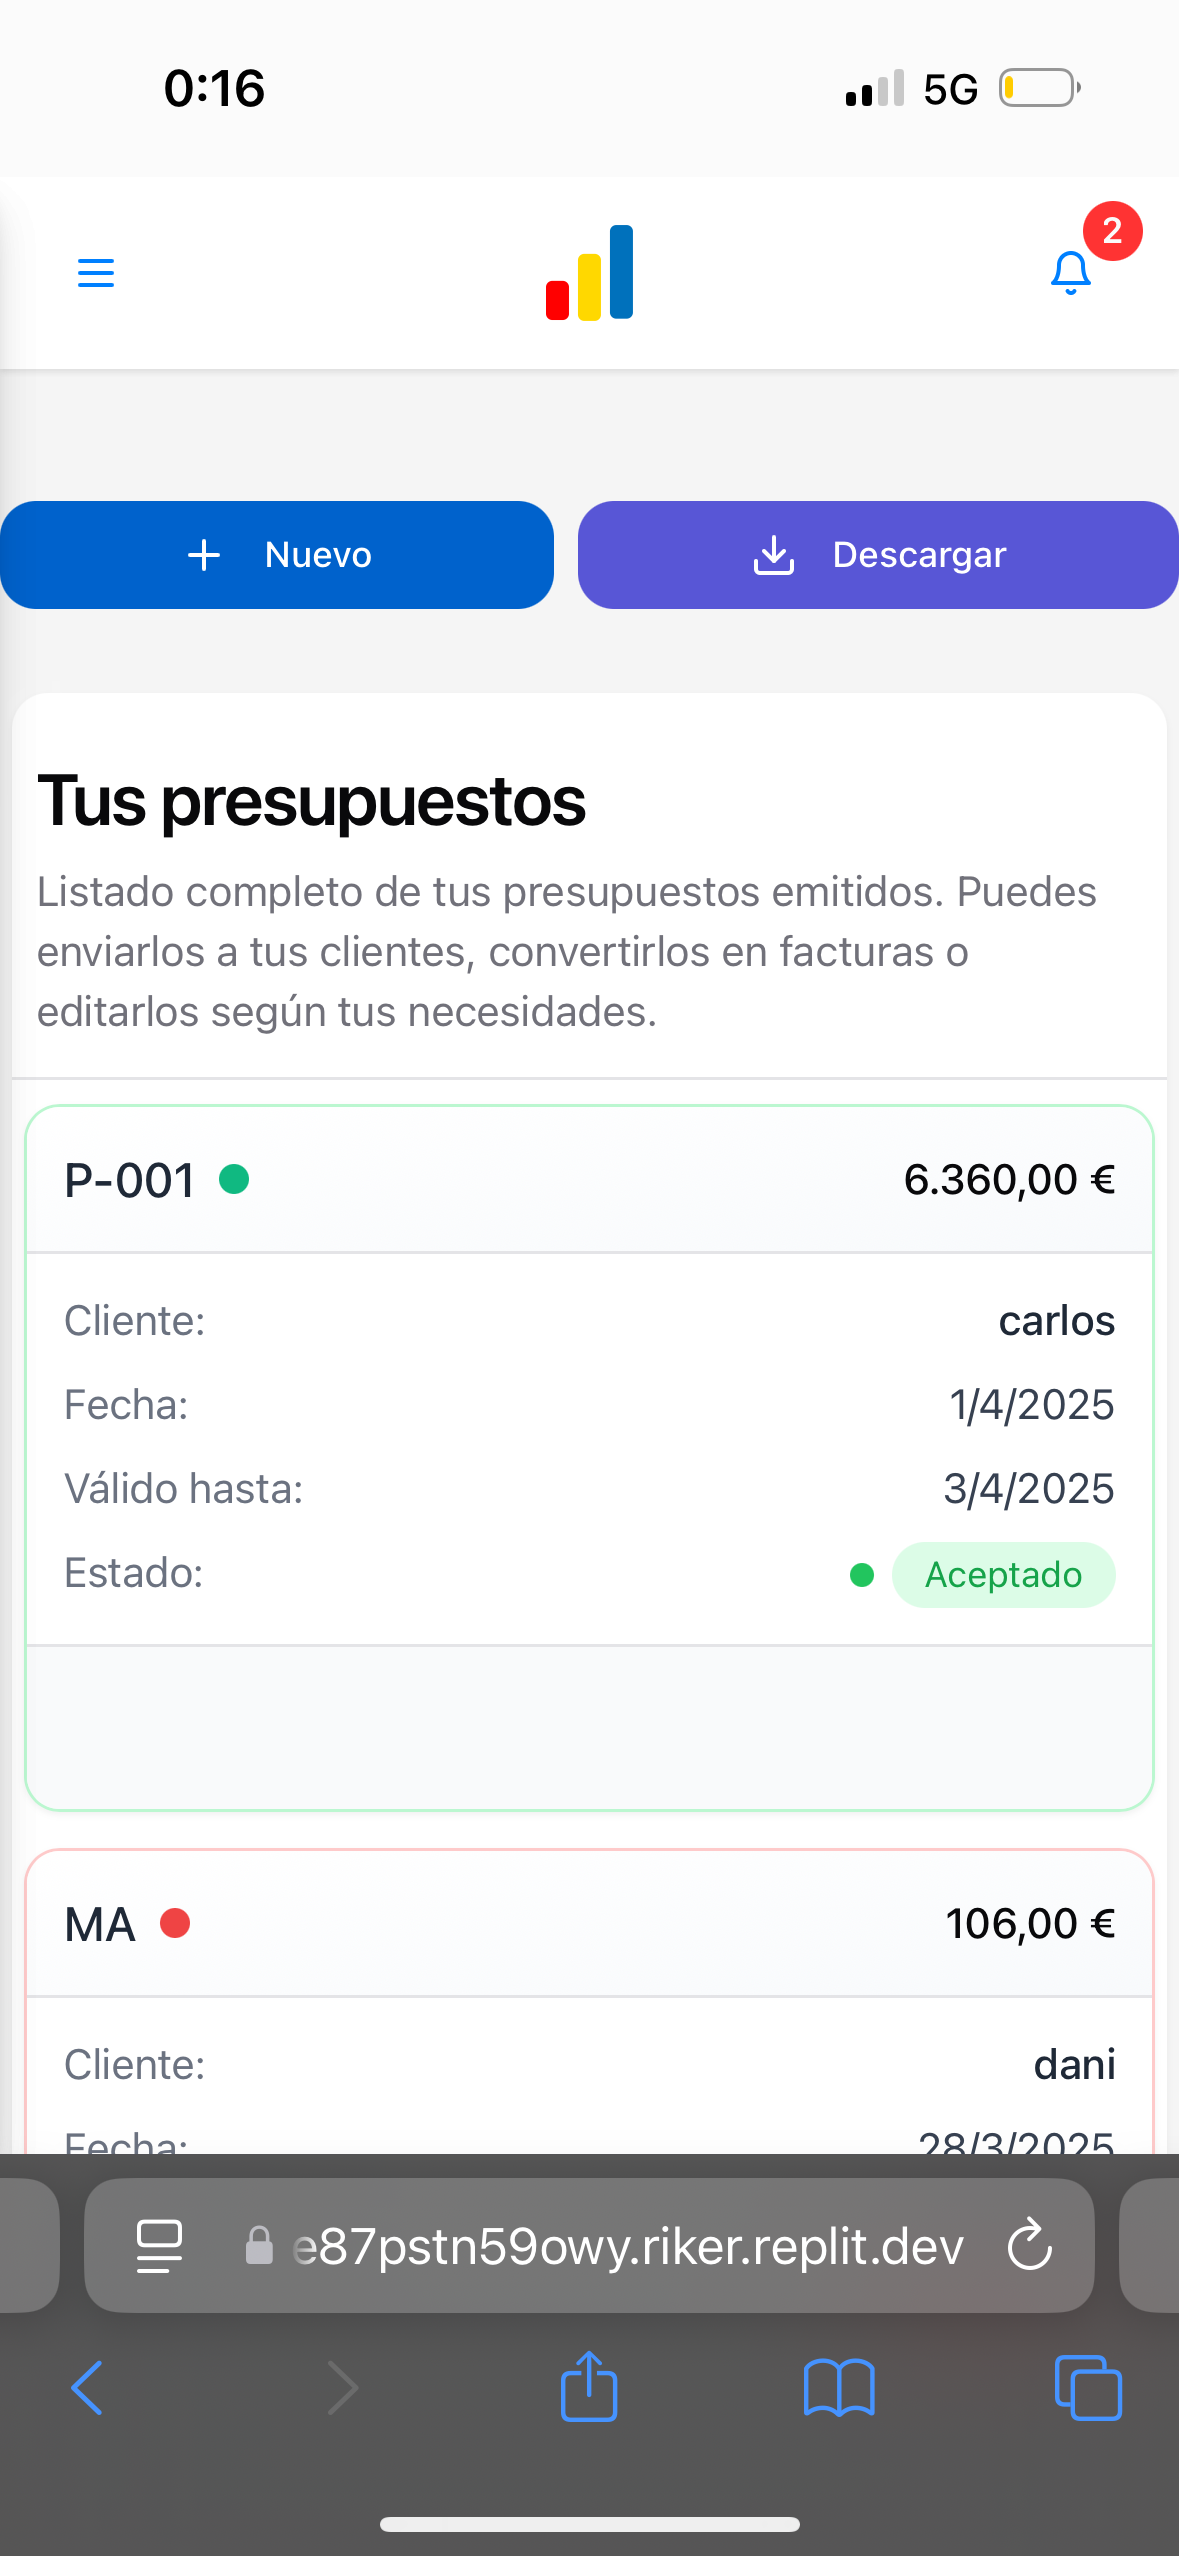 0:16
5G
2
Nuevo
Descargar
Tus presupuestos
Listado completo de tus presupuestos emitidos. Puedes
enviarlos a tus clientes, convertirlos en facturas o
editarlos según tus necesidades.
P-001
6.360,00 €
Cliente:
carlos
Fecha:
1/4/2025
Válido hasta:
3/4/2025
Estado:
Aceptado
MA
106,00 €
Cliente:
dani
Fecha:
28/3/2025
e87pstn59owy.riker.replit.dev